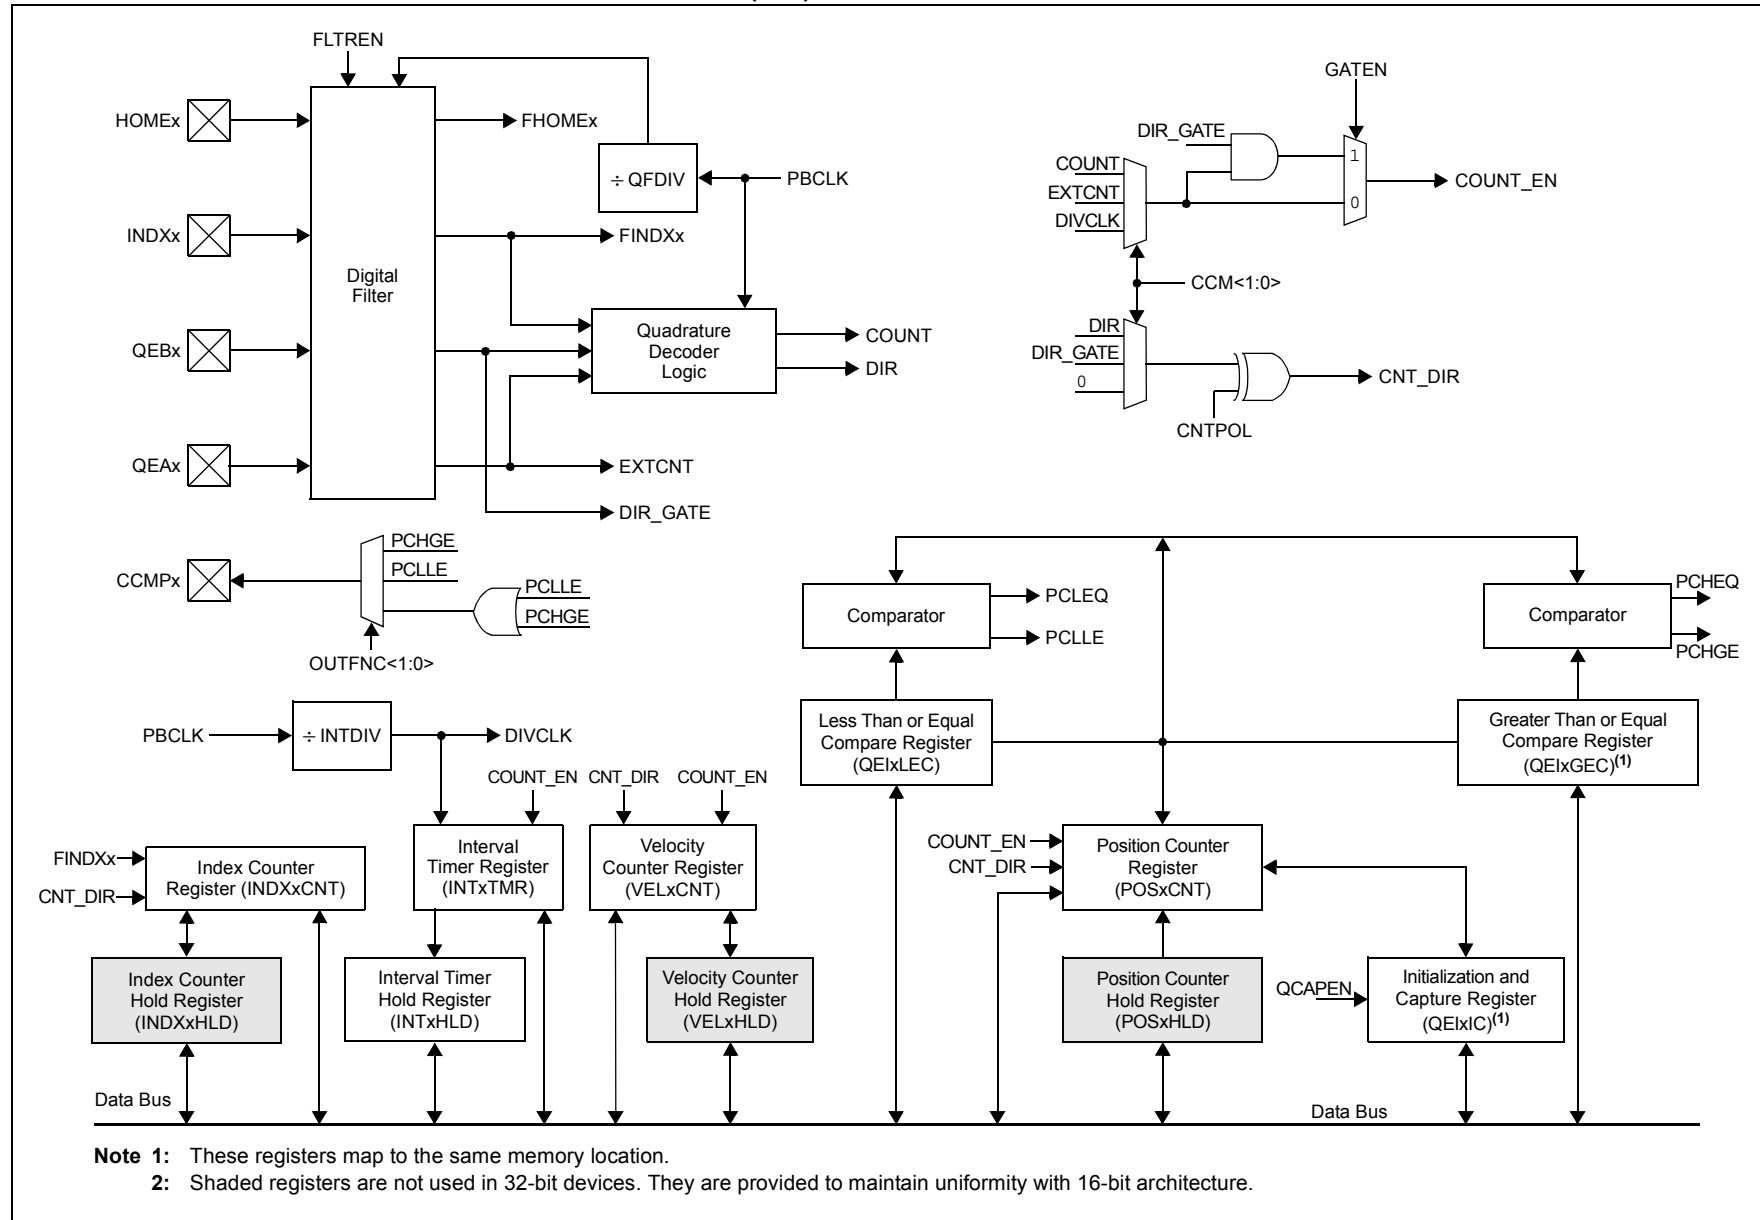 FLTREN
HOMEx
FHOMEx
÷ QFDIV
PBCLK
INDXx
FINDXx
Digital
Filter
QEBx
Quadrature
Decoder
Logic
COUNT
DIR
QEAx
EXTCNT
DIR_GATE
GATEN
DIR_GATE
COUNT
EXTCNT
DIVCLK
1
0
COUNT_EN
CCM<1:0>
DIR
DIR_GATE
0
CNT_DIR
CNTPOL
CCMPx
PCHGE
PCLLE
PCLLE
PCHGE
OUTFNC<1:0>
Comparator
PCLEQ
PCLLE
Comparator
PCHEQ
PCHGE
PBCLK
÷ INTDIV
DIVCLK
Less Than or Equal
Compare Register
(QEIxLEC)
Greater Than or Equal
Compare Register
(QEIxGEC)(1)
COUNT_EN
CNT_DIR
COUNT_EN
FINDXx
CNT_DIR
Index Counter
Register (INDXxCNT)
Interval
Timer Register
(INTxTMR)
Velocity
Counter Register
(VELxCNT)
COUNT_EN
CNT_DIR
Position Counter
Register
(POSxCNT)
Index Counter
Hold Register
(INDXxHLD)
Interval Timer
Hold Register
(INTxHLD)
Velocity Counter
Hold Register
(VELxHLD)
Position Counter
Hold Register
(POSxHLD)
QCAPEN
Initialization and
Capture Register
(QEIxIC)(1)
Data Bus
Data Bus
Note 1: These registers map to the same memory location.
2: Shaded registers are not used in 32-bit devices. They are provided to maintain uniformity with 16-bit architecture.